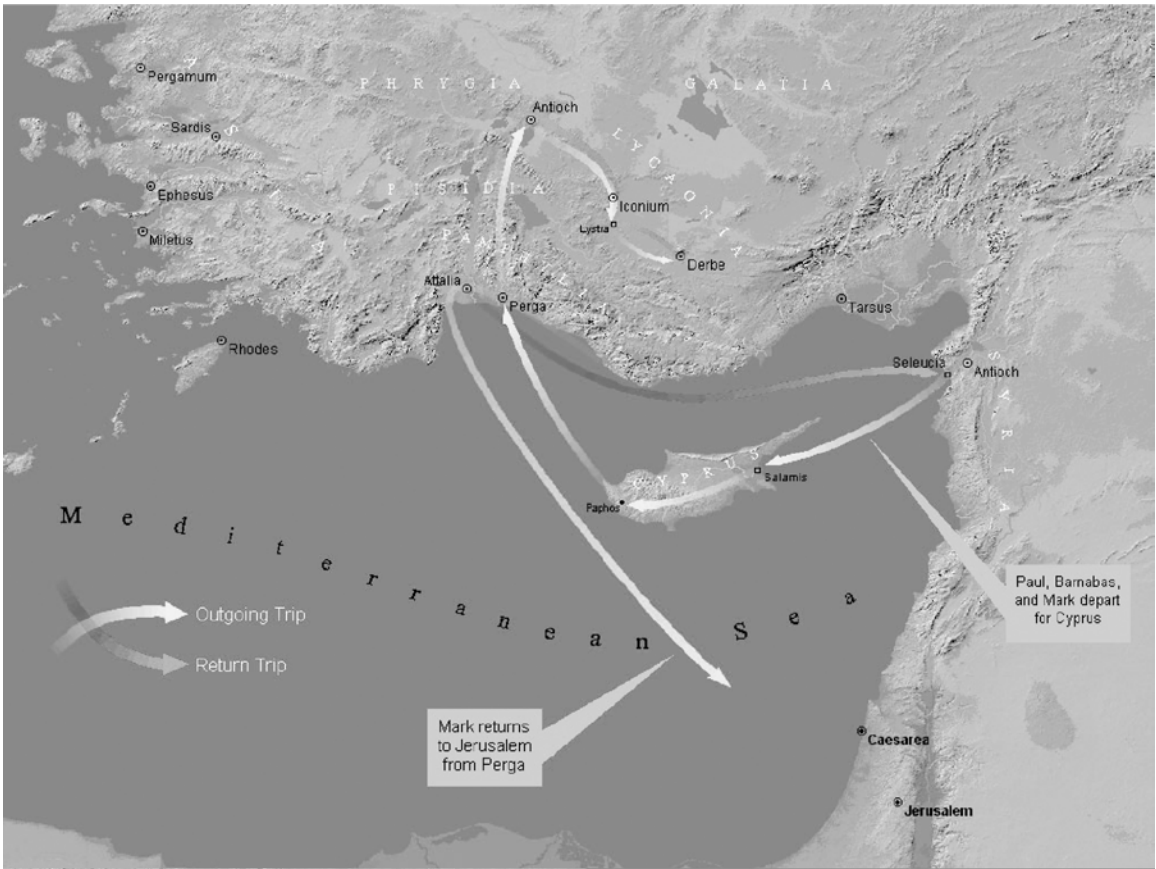 Pergamum
PHRYGIA
GALATIA
Antioch
Sardis
ASIA
LYCAONIA
Ephesus
PISIDIA
Iconium
Lystra
Miletus
Derbe
Attalia
Perga
Tarsus
Rhodes
Seleucia
Antioch
SYRIA
CYPRUS
Salamis
Paphos
Mediterranean Sea
Paul, Barnabas,
and Mark depart
for Cyprus
Outgoing Trip
Return Trip
Mark returns
to Jerusalem
from Perga
Caesarea
Jerusalem